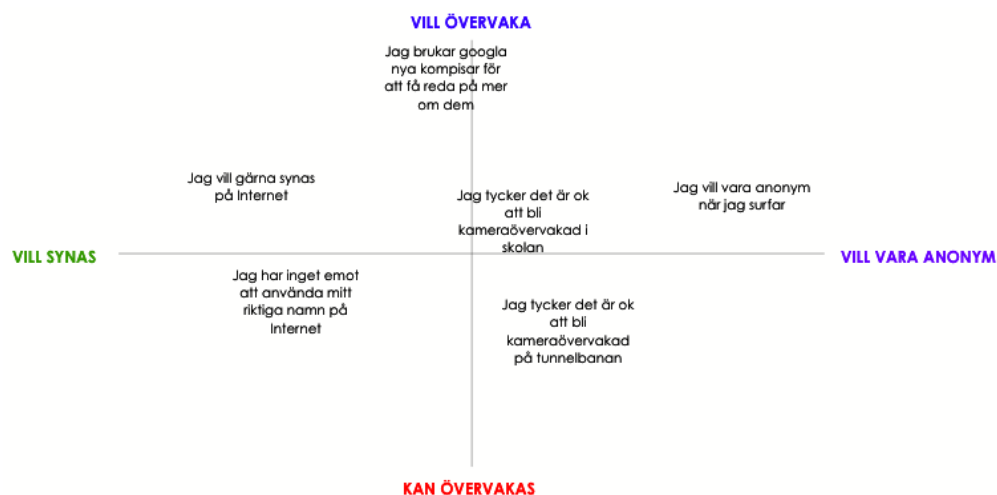 VILL ÖVERVAKA
Jag brukar googla
nya kompisar för
att få reda på mer
om dem
Jag vill gärna synas
på Internet
Jag tycker det är ok
att bli
kameraövervakad i
skolan
Jag vill vara anonym
när jag surfar
VILL SYNAS
VILL VARA ANONYM
Jag har inget emot
att använda mitt
riktiga namn på
Internet
Jag tycker det är ok
att bli
kameraövervakad
på tunnelbanan
KAN ÖVERVAKAS